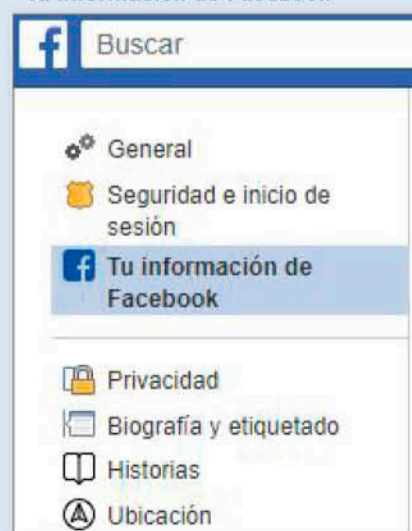 Buscar
General
Seguridad e inicio de
sesión
Tu información de
Facebook
Privacidad
Biografía y etiquetado
Historias
Ubicación